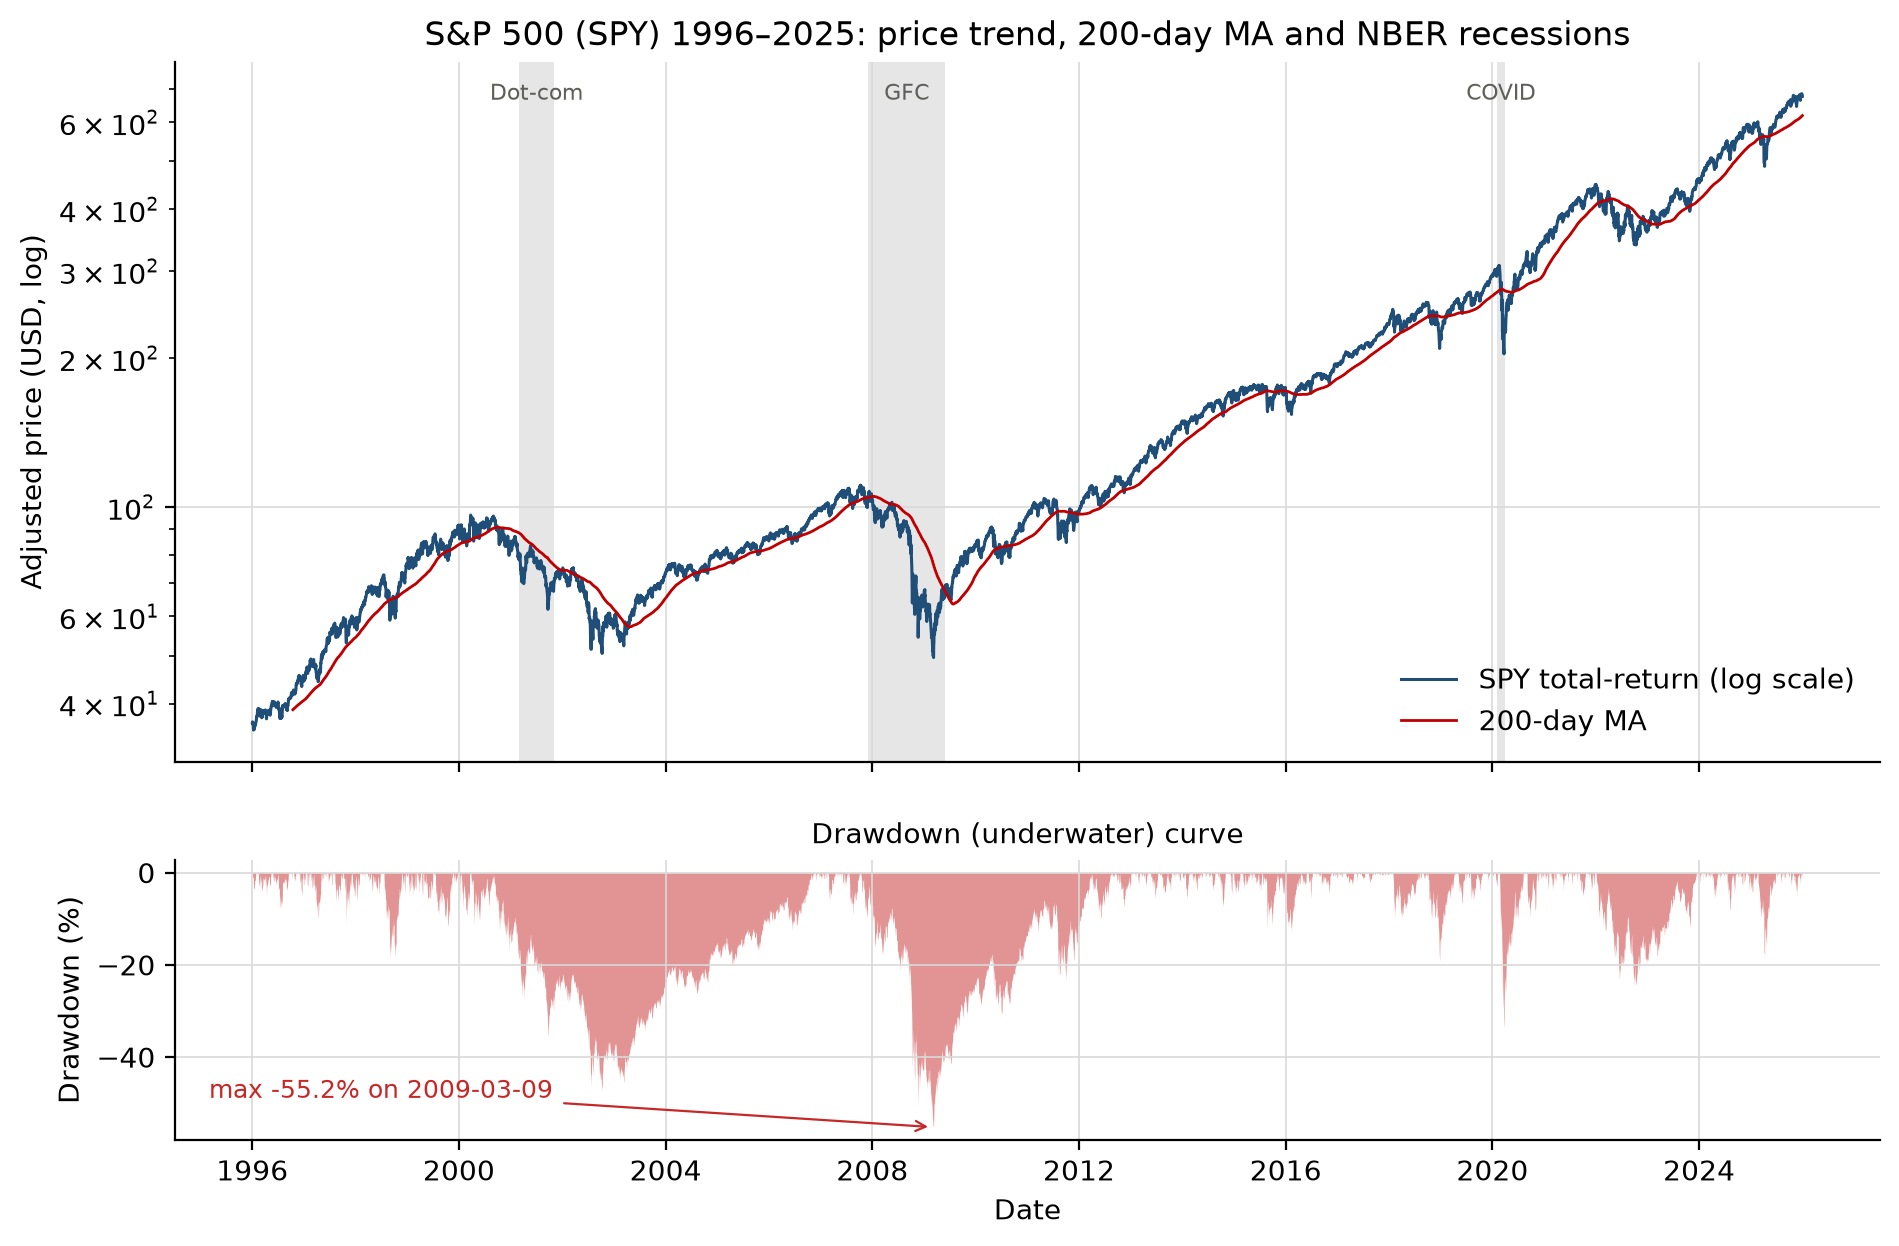 S&P 500 (SPY) 1996–2025: price trend, 200-day MA and NBER recessions
Dot-com
GFC
COVID
6 × 10²
4 × 10²
3 × 10²
2 × 10²
10²
6 × 10¹
4 × 10¹
Adjusted price (USD, log)
SPY total-return (log scale)
200-day MA
Drawdown (underwater) curve
0
−20
−40
Drawdown (%)
max -55.2% on 2009-03-09
1996
2000
2004
2008
2012
2016
2020
2024
Date